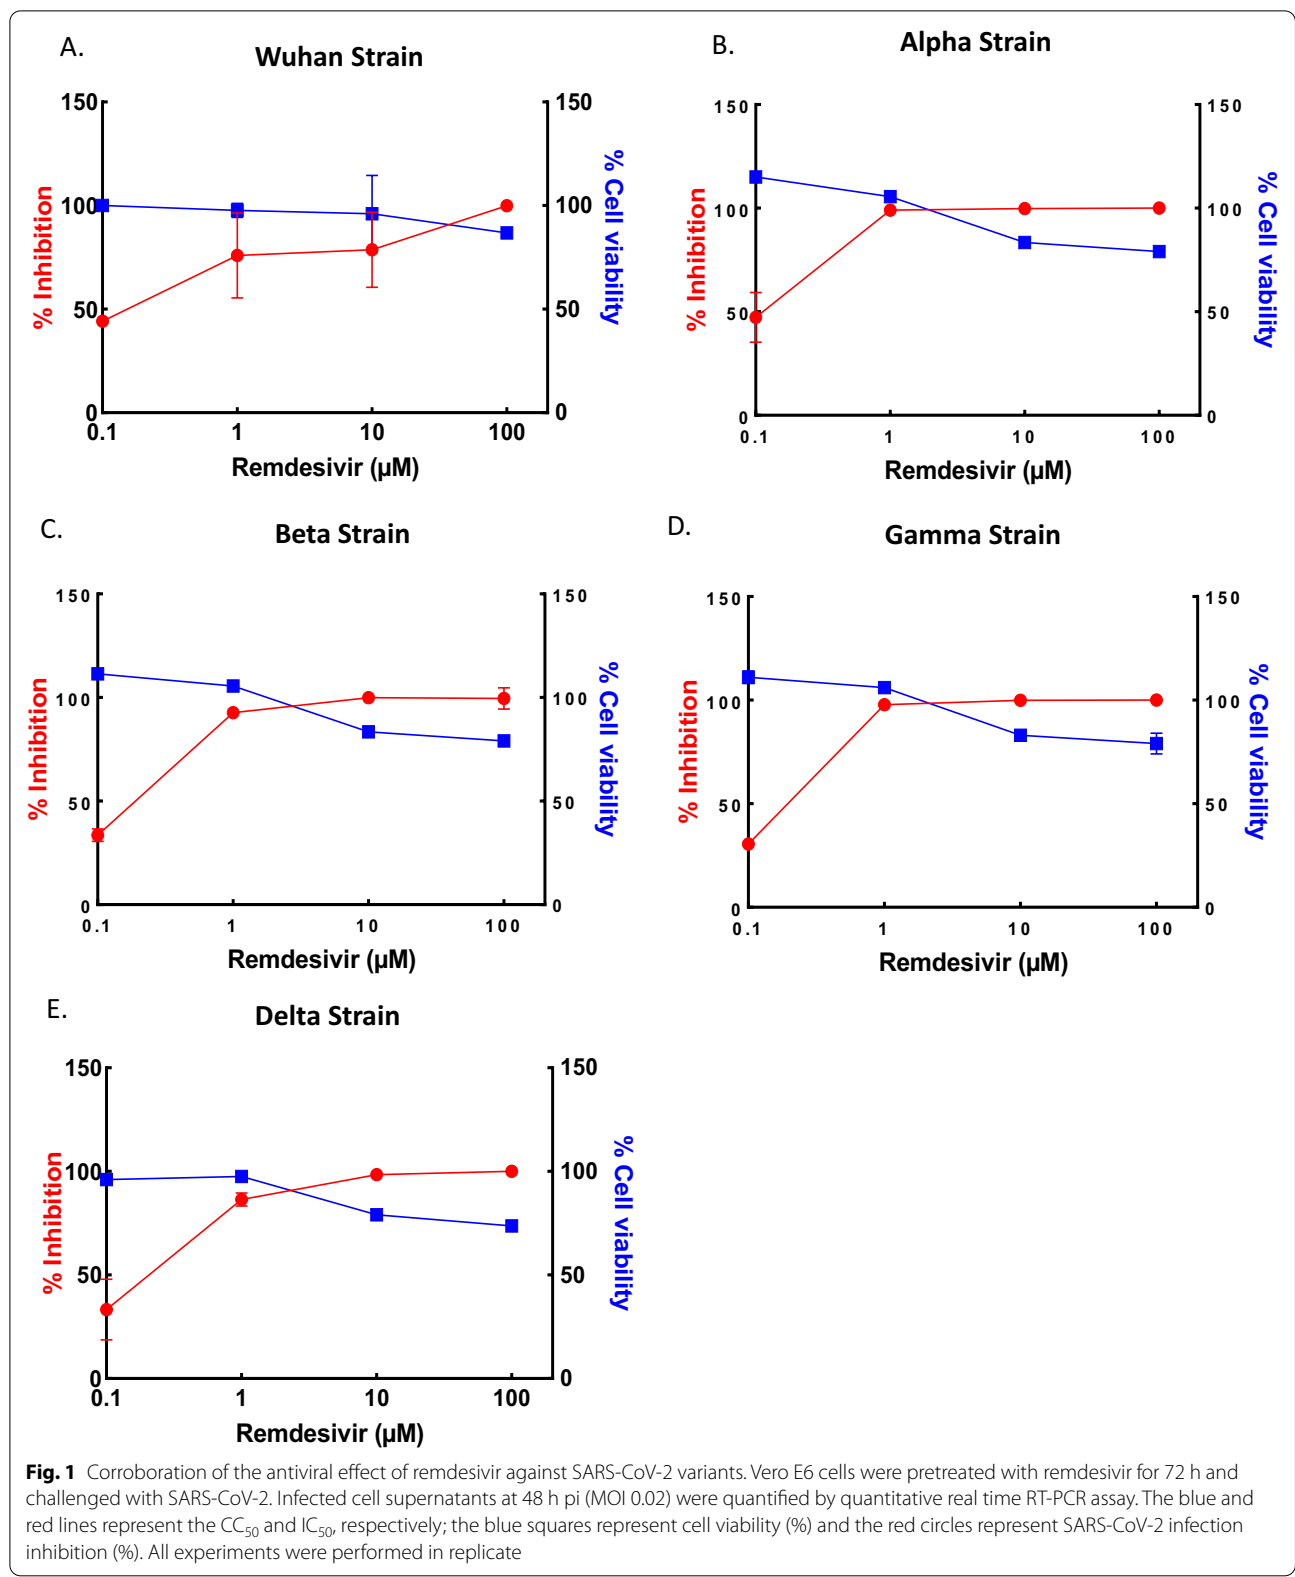 A.
Wuhan Strain
150
100
50
0
150
100
50
0
% Inhibition
% Cell viability
0.1 1 10 100
Remdesivir (µM)
B.
Alpha Strain
150
100
50
0
150
100
50
0
% Inhibition
% Cell viability
0.1 1 10 100
Remdesivir (µM)
C.
Beta Strain
150
100
50
0
150
100
50
0
% Inhibition
% Cell viability
0.1 1 10 100
Remdesivir (µM)
D.
Gamma Strain
150
100
50
0
150
100
50
0
% Inhibition
% Cell viability
0.1 1 10 100
Remdesivir (µM)
E.
Delta Strain
150
100
50
0
150
100
50
0
% Inhibition
% Cell viability
0.1 1 10 100
Remdesivir (µM)
Fig. 1 Corroboration of the antiviral effect of remdesivir against SARS-CoV-2 variants. Vero E6 cells were pretreated with remdesivir for 72 h and
challenged with SARS-CoV-2. Infected cell supernatants at 48 h pi (MOI 0.02) were quantified by quantitative real time RT-PCR assay. The blue and
red lines represent the CC50 and IC50, respectively; the blue squares represent cell viability (%) and the red circles represent SARS-CoV-2 infection
inhibition (%). All experiments were performed in replicate